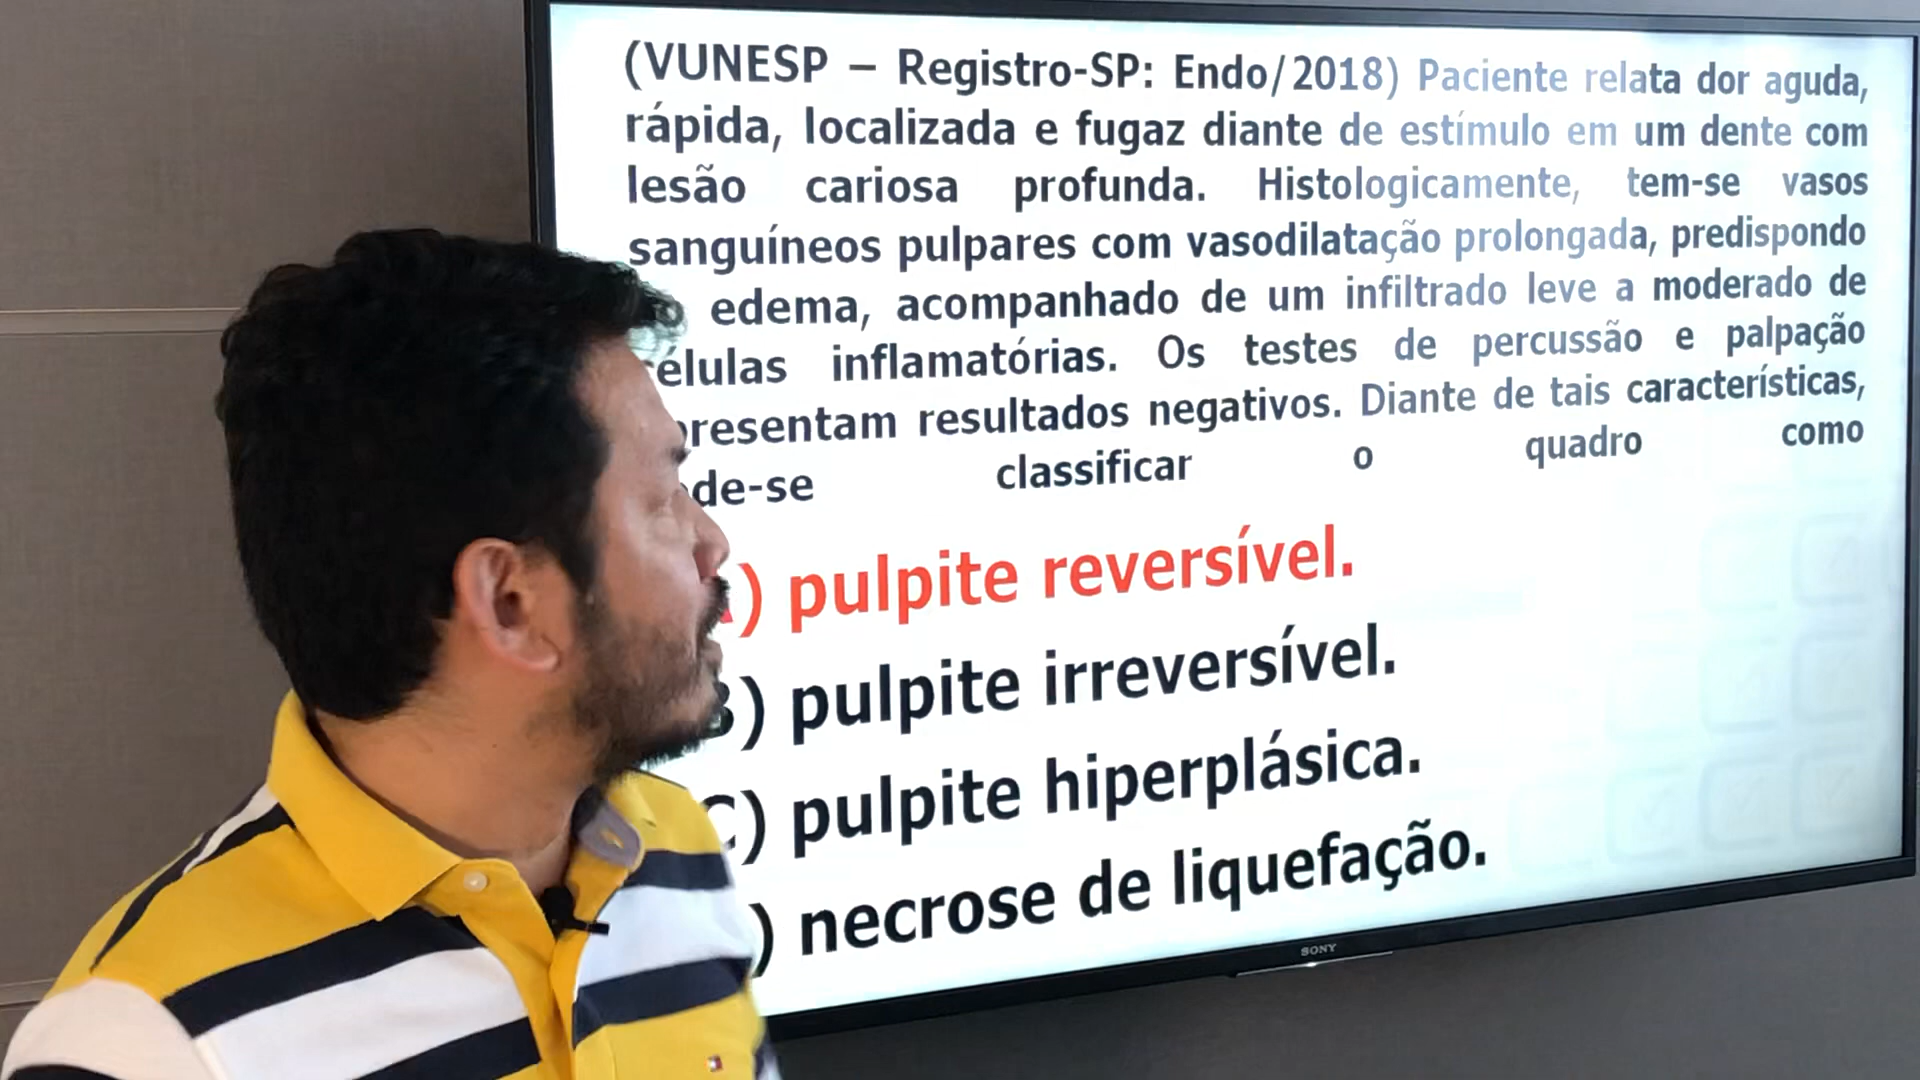 (VUNESP – Registro-SP: Endo/2018) Paciente relata dor aguda,
rápida, localizada e fugaz diante de estímulo em um dente com
lesão cariosa profunda. Histologicamente, tem-se vasos
sanguíneos pulpares com vasodilatação prolongada, predispondo
edema, acompanhado de um infiltrado leve a moderado de
élulas inflamatórias. Os testes de percussão e palpação
presentam resultados negativos. Diante de tais características,
de-se classificar o quadro como
) pulpite reversível.
B) pulpite irreversível.
C) pulpite hiperplásica.
) necrose de liquefação.
SONY